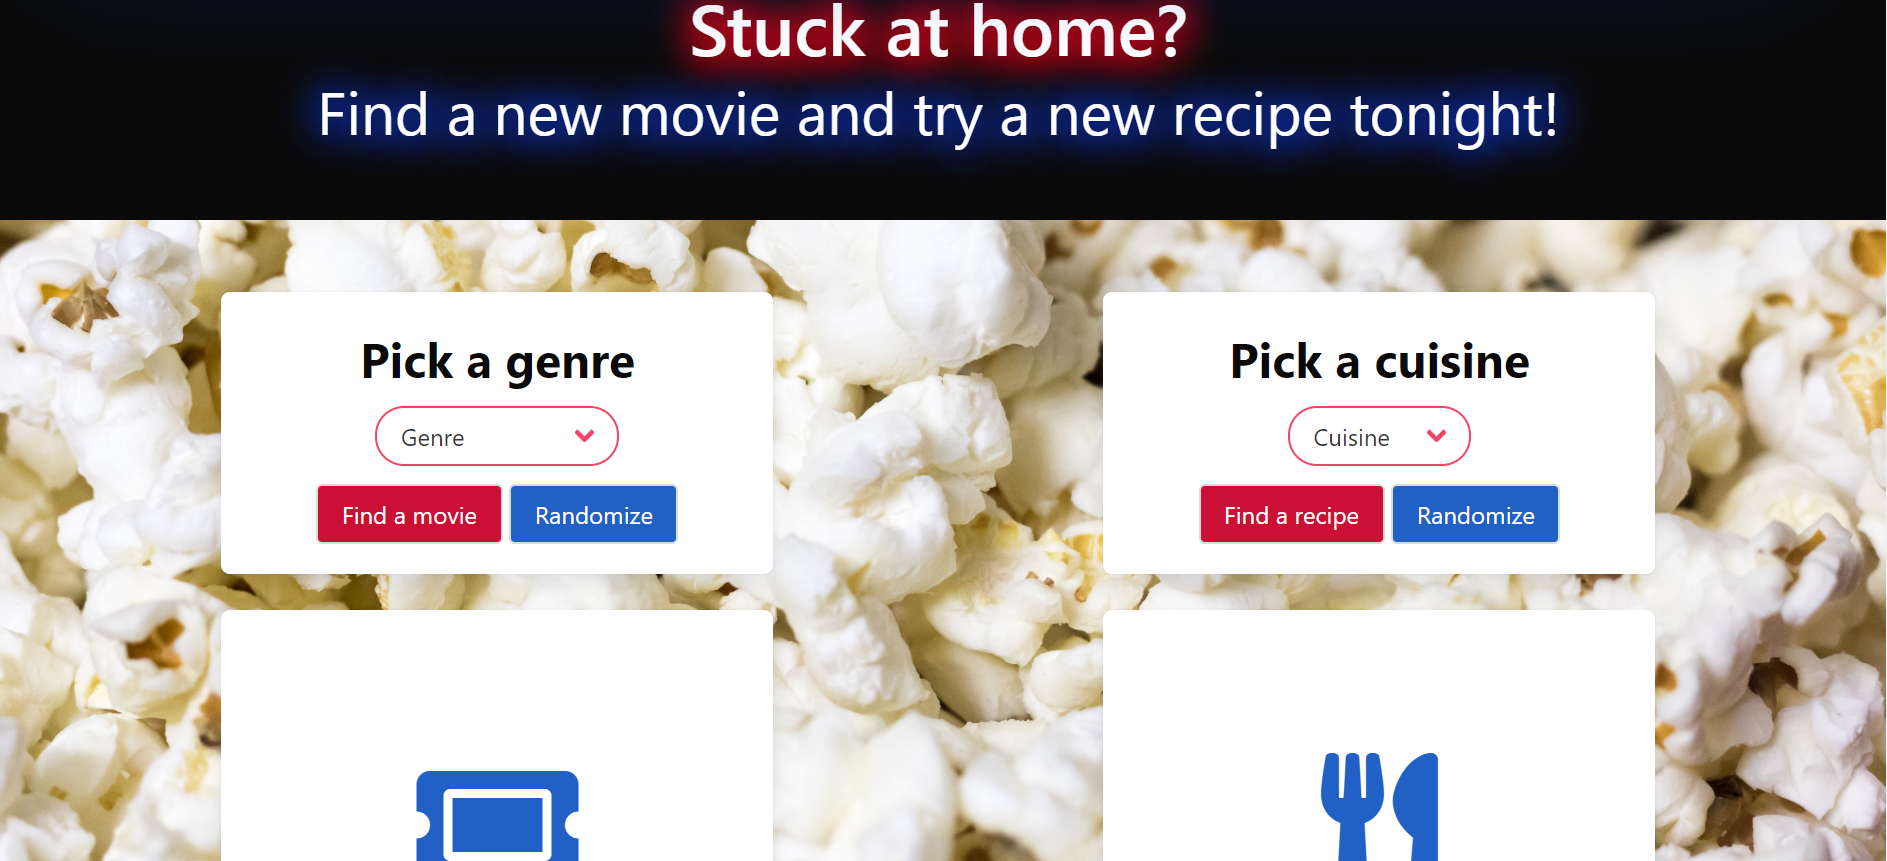 Stuck at home?
Find a new movie and try a new recipe tonight!
Pick a genre
Genre
Find a movie
Randomize
Pick a cuisine
Cuisine
Find a recipe
Randomize